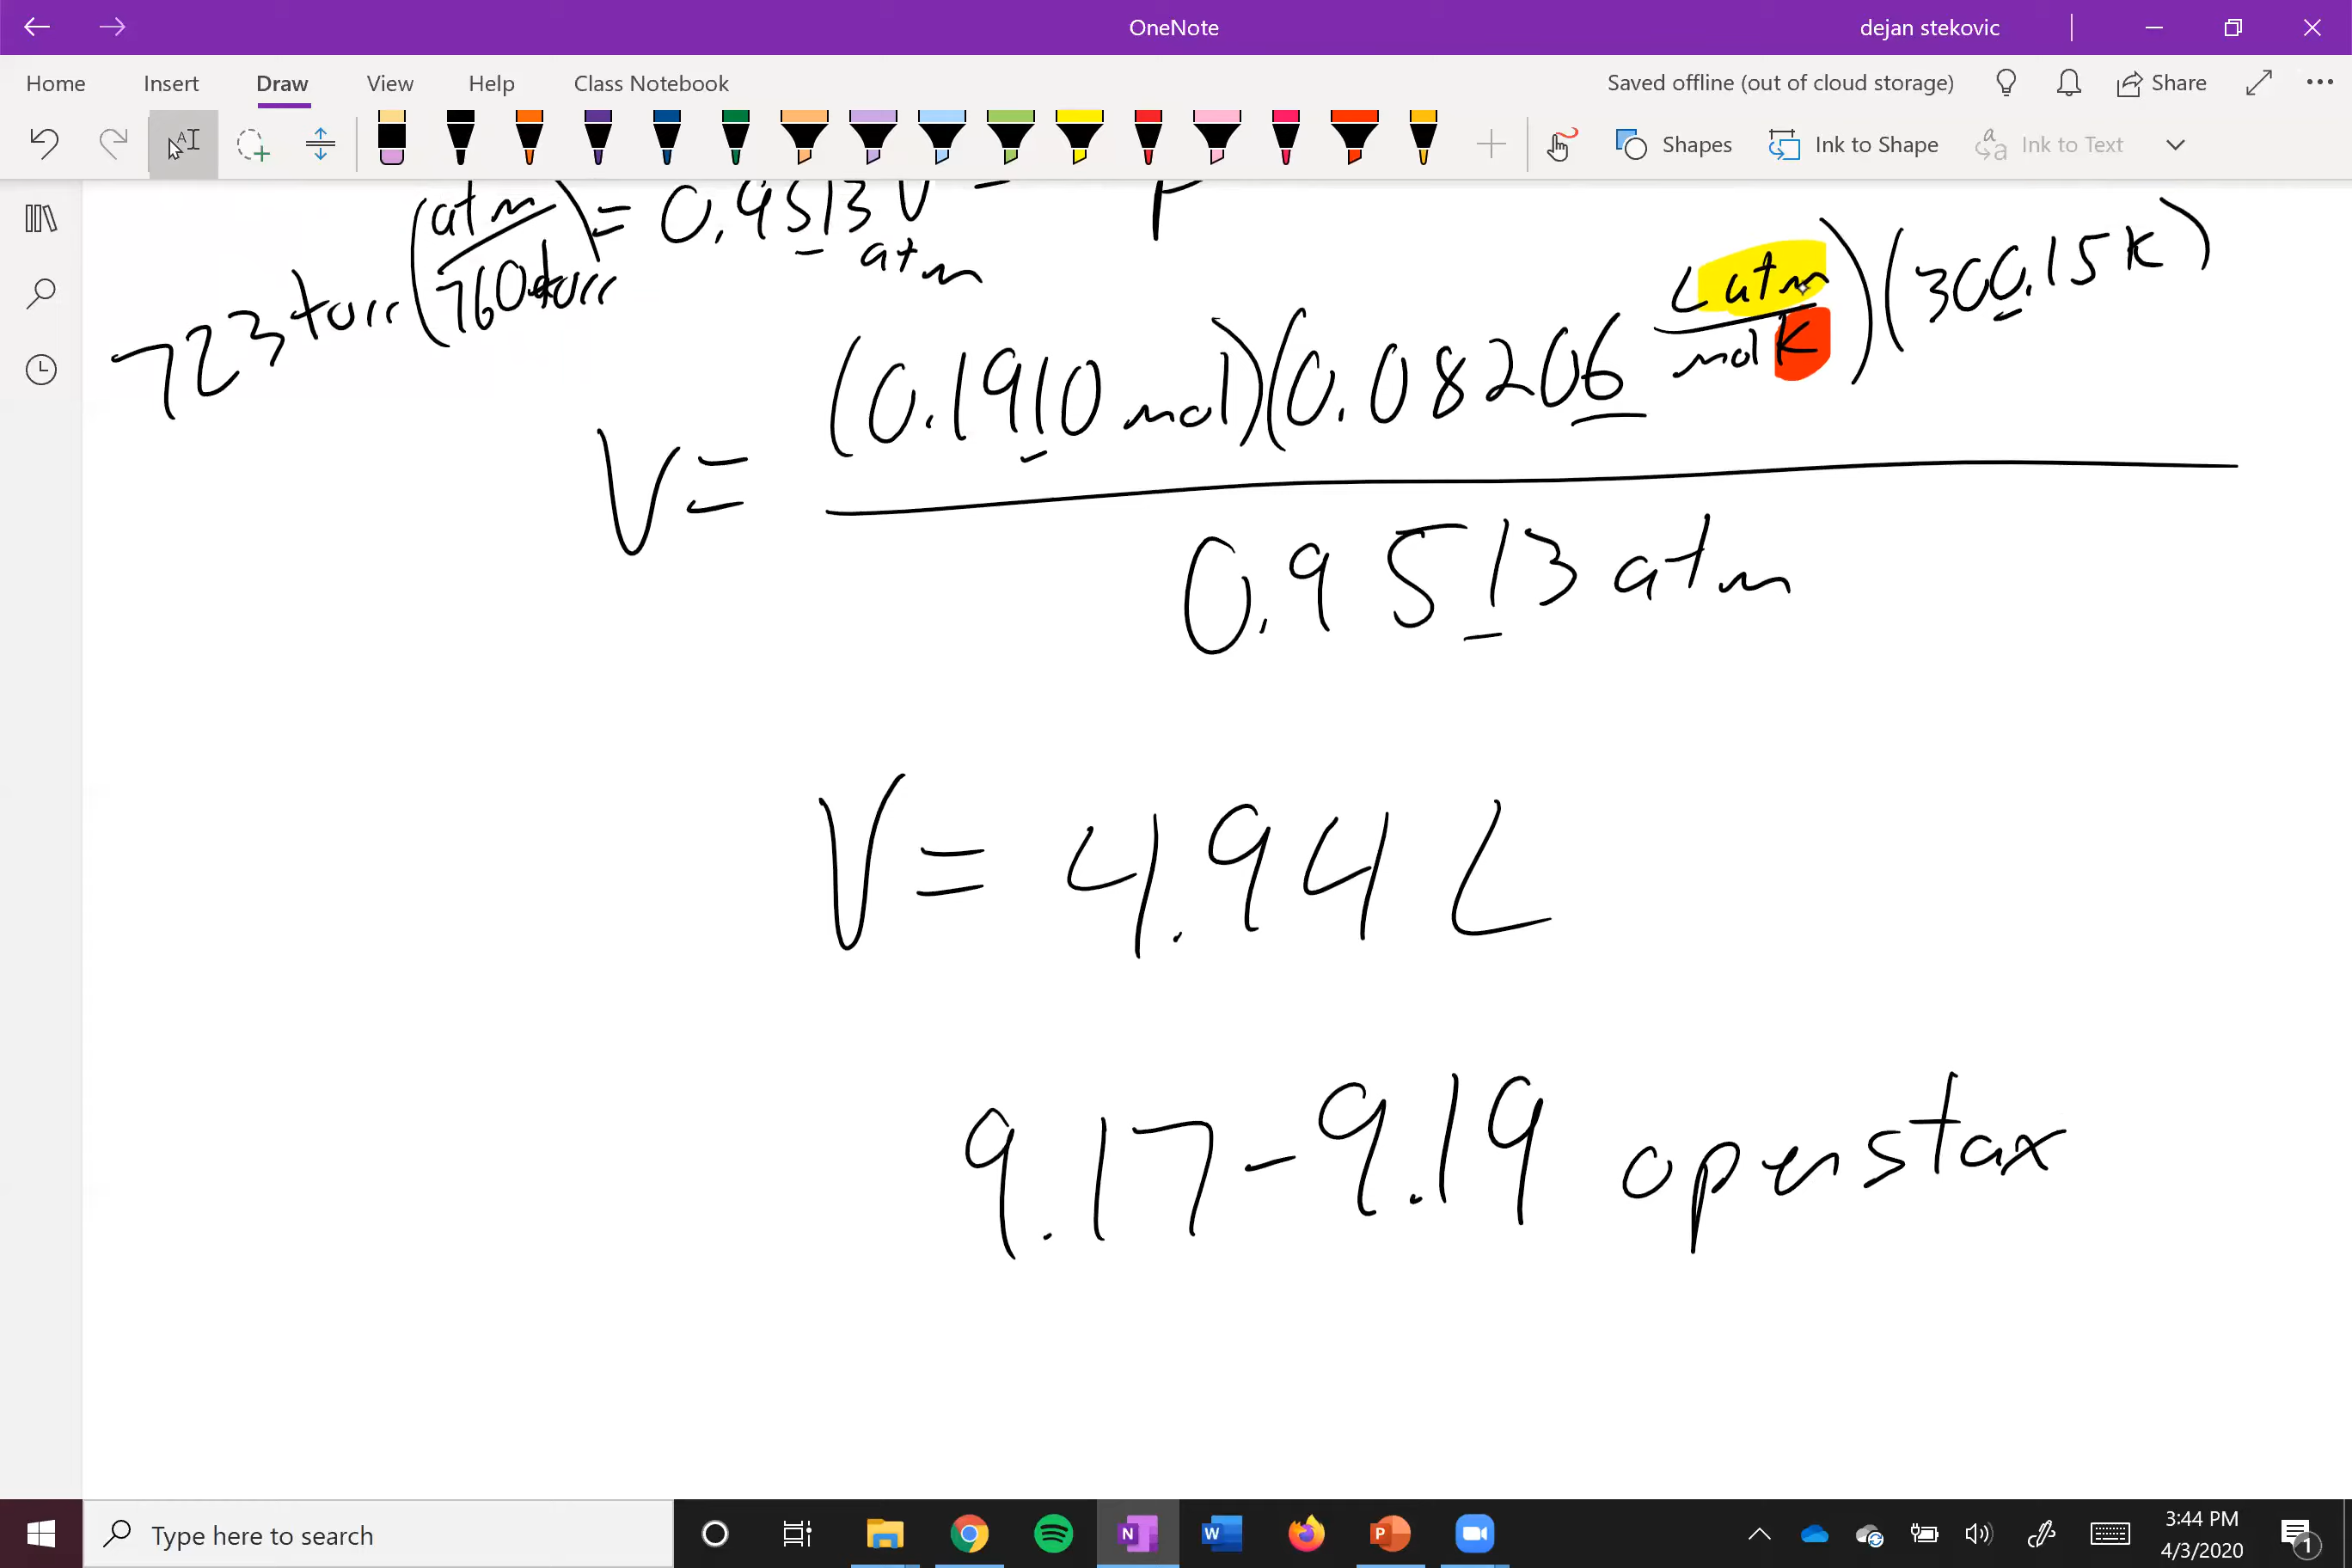 OneNote
dejan stekovic
Home Insert Draw View Help Class Notebook
Saved offline (out of cloud storage) Share
Shapes Ink to Shape Ink to Text
723 torr (atm / 760 torr) = 0.9513 atm
V =
V = (0.1910 mol)(0.08206 L atm / mol K)(300.15 K)
0.9513 atm
V = 4.94 L
9.17-9.19 openstax
Type here to search
3:44 PM
4/3/2020
1